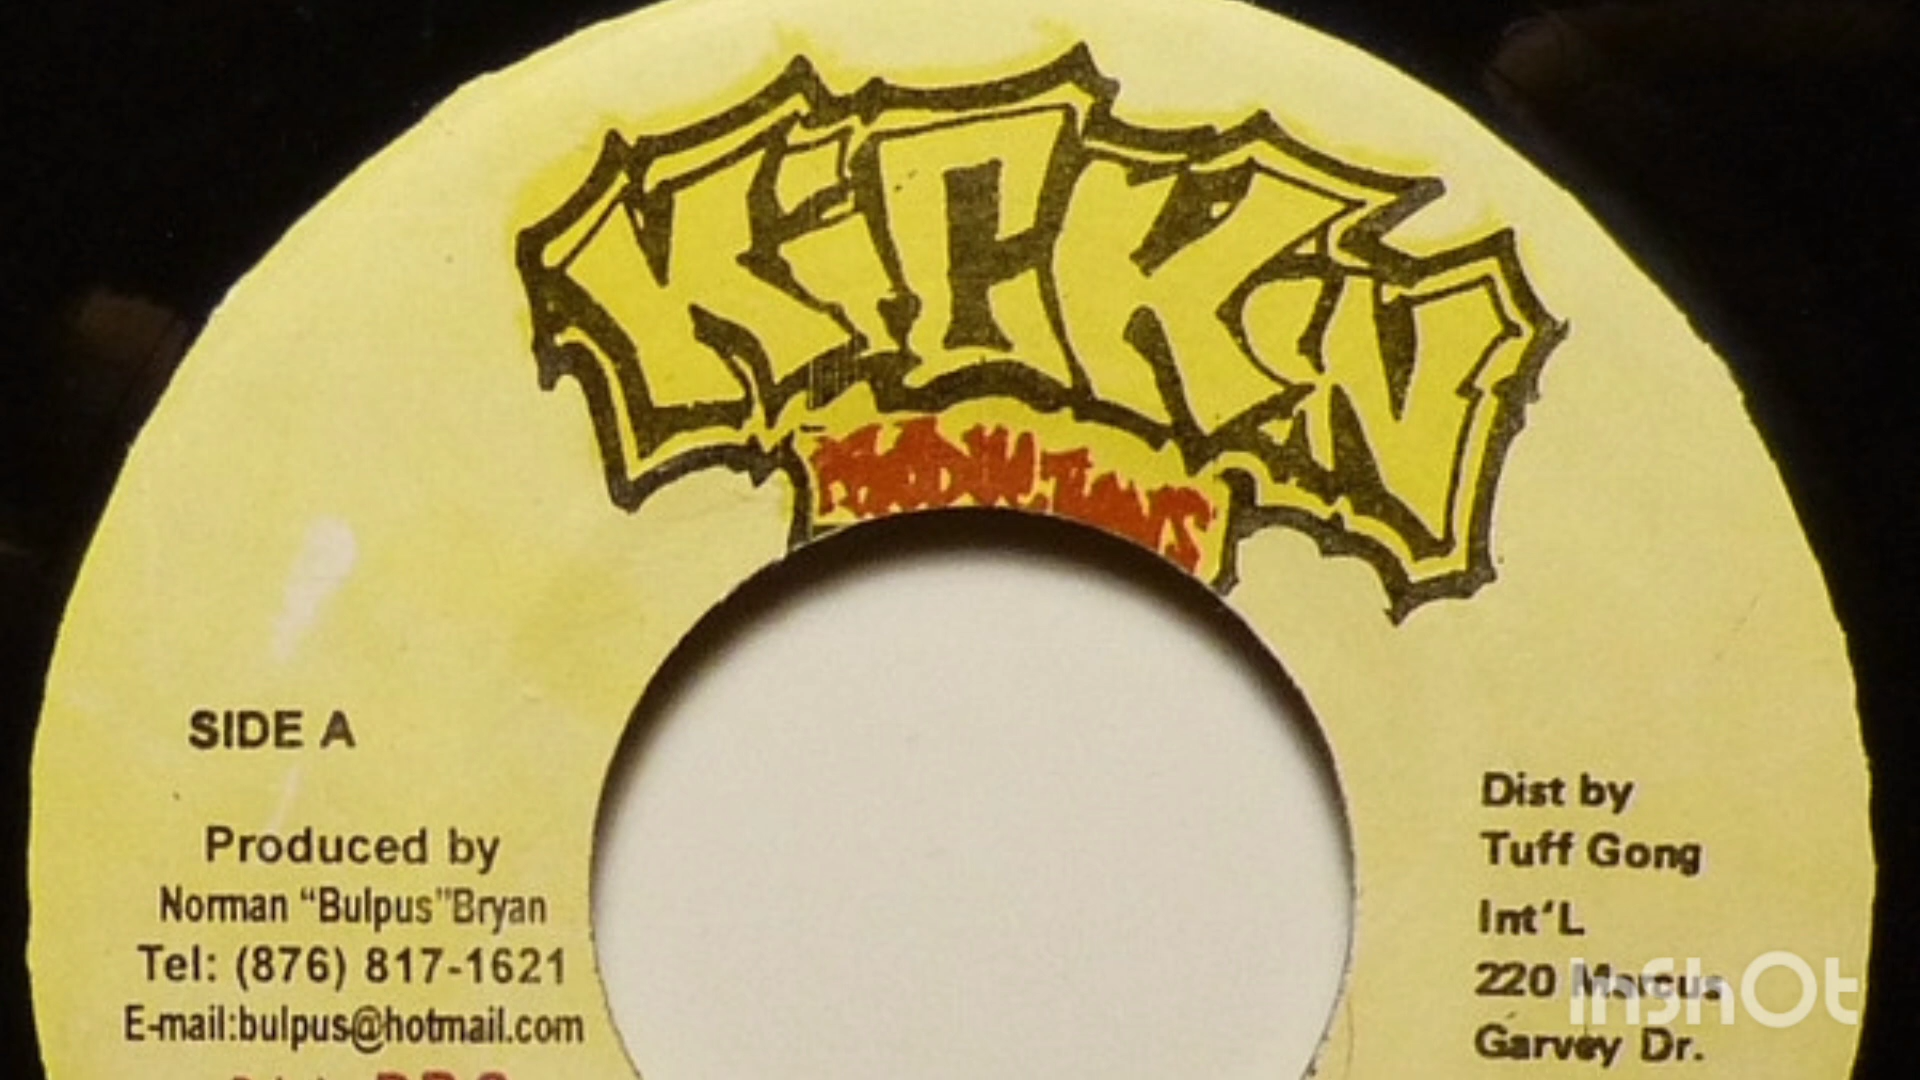 KiCKiN
PRODUCTIONS
SIDE A
Produced by
Norman “Bulpus”Bryan
Tel: (876) 817-1621
E-mail:bulpus@hotmail.com
Dist by
Tuff Gong
Int‘L
220 Marcus
Garvey Dr.
InShOt